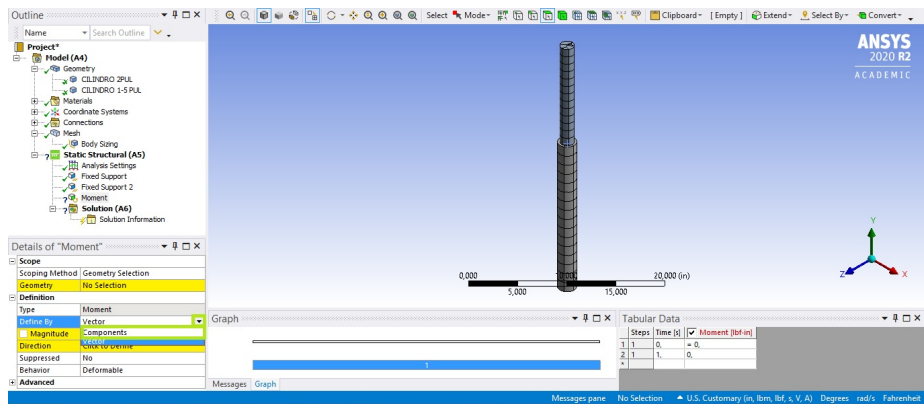 Outline
Select Mode Clipboard [ Empty ] Extend Select By Convert
Name Search Outline
Project*
Model (A4)
Geometry
CILINDRO 2PUL
CILINDRO 1-5 PUL
Materials
Coordinate Systems
Connections
Mesh
Body Sizing
Static Structural (A5)
Analysis Settings
Fixed Support
Fixed Support 2
Moment
Solution (A6)
Solution Information
ANSYS
2020 R2
ACADEMIC
Y
Z X
0,000 20,000 (in)
5,000 15,000
Details of "Moment"
Scope
Scoping Method Geometry Selection
Geometry No Selection
Definition
Type Moment
Define By Vector
Magnitude Components
Vector
Direction Click to Define
Suppressed No
Behavior Deformable
Advanced
Graph
1
Messages Graph
Tabular Data
Steps Time [s] Moment [lbf·in]
1 1 0, = 0,
2 1 1, 0,
*
Messages pane No Selection U.S. Customary (in, lbm, lbf, s, V, A) Degrees rad/s Fahrenheit